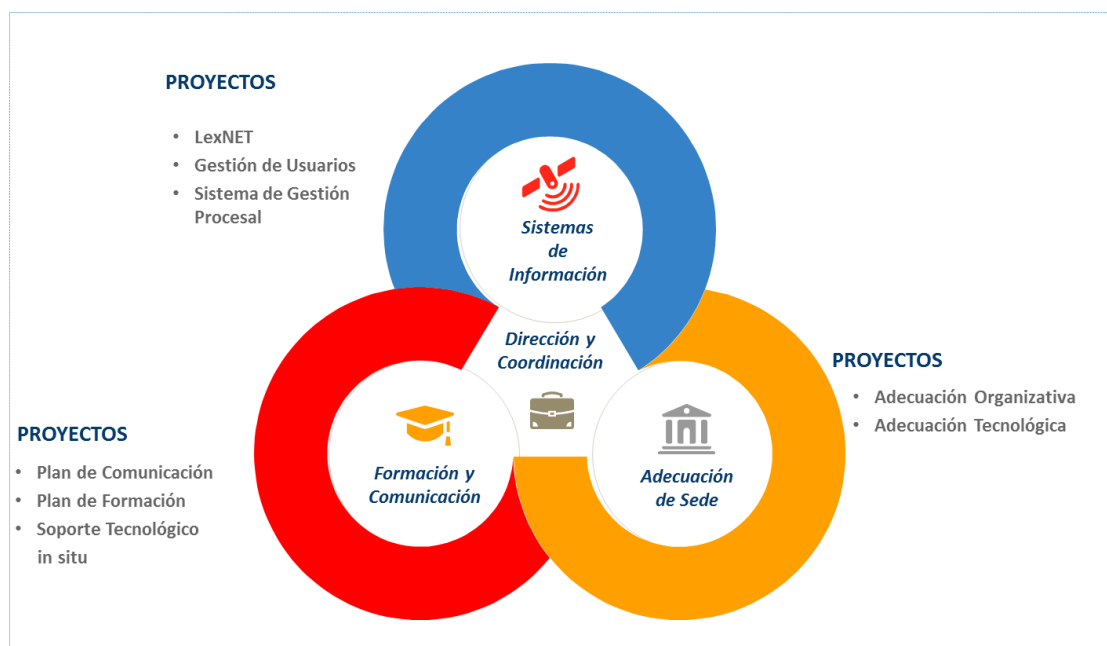 PROYECTOS
• LexNET
• Gestión de Usuarios
• Sistema de Gestión
Procesal
Sistemas
de
Información
Dirección y
Coordinación
PROYECTOS
• Adecuación Organizativa
• Adecuación Tecnológica
PROYECTOS
• Plan de Comunicación
• Plan de Formación
• Soporte Tecnológico
in situ
Formación y
Comunicación
Adecuación
de Sede